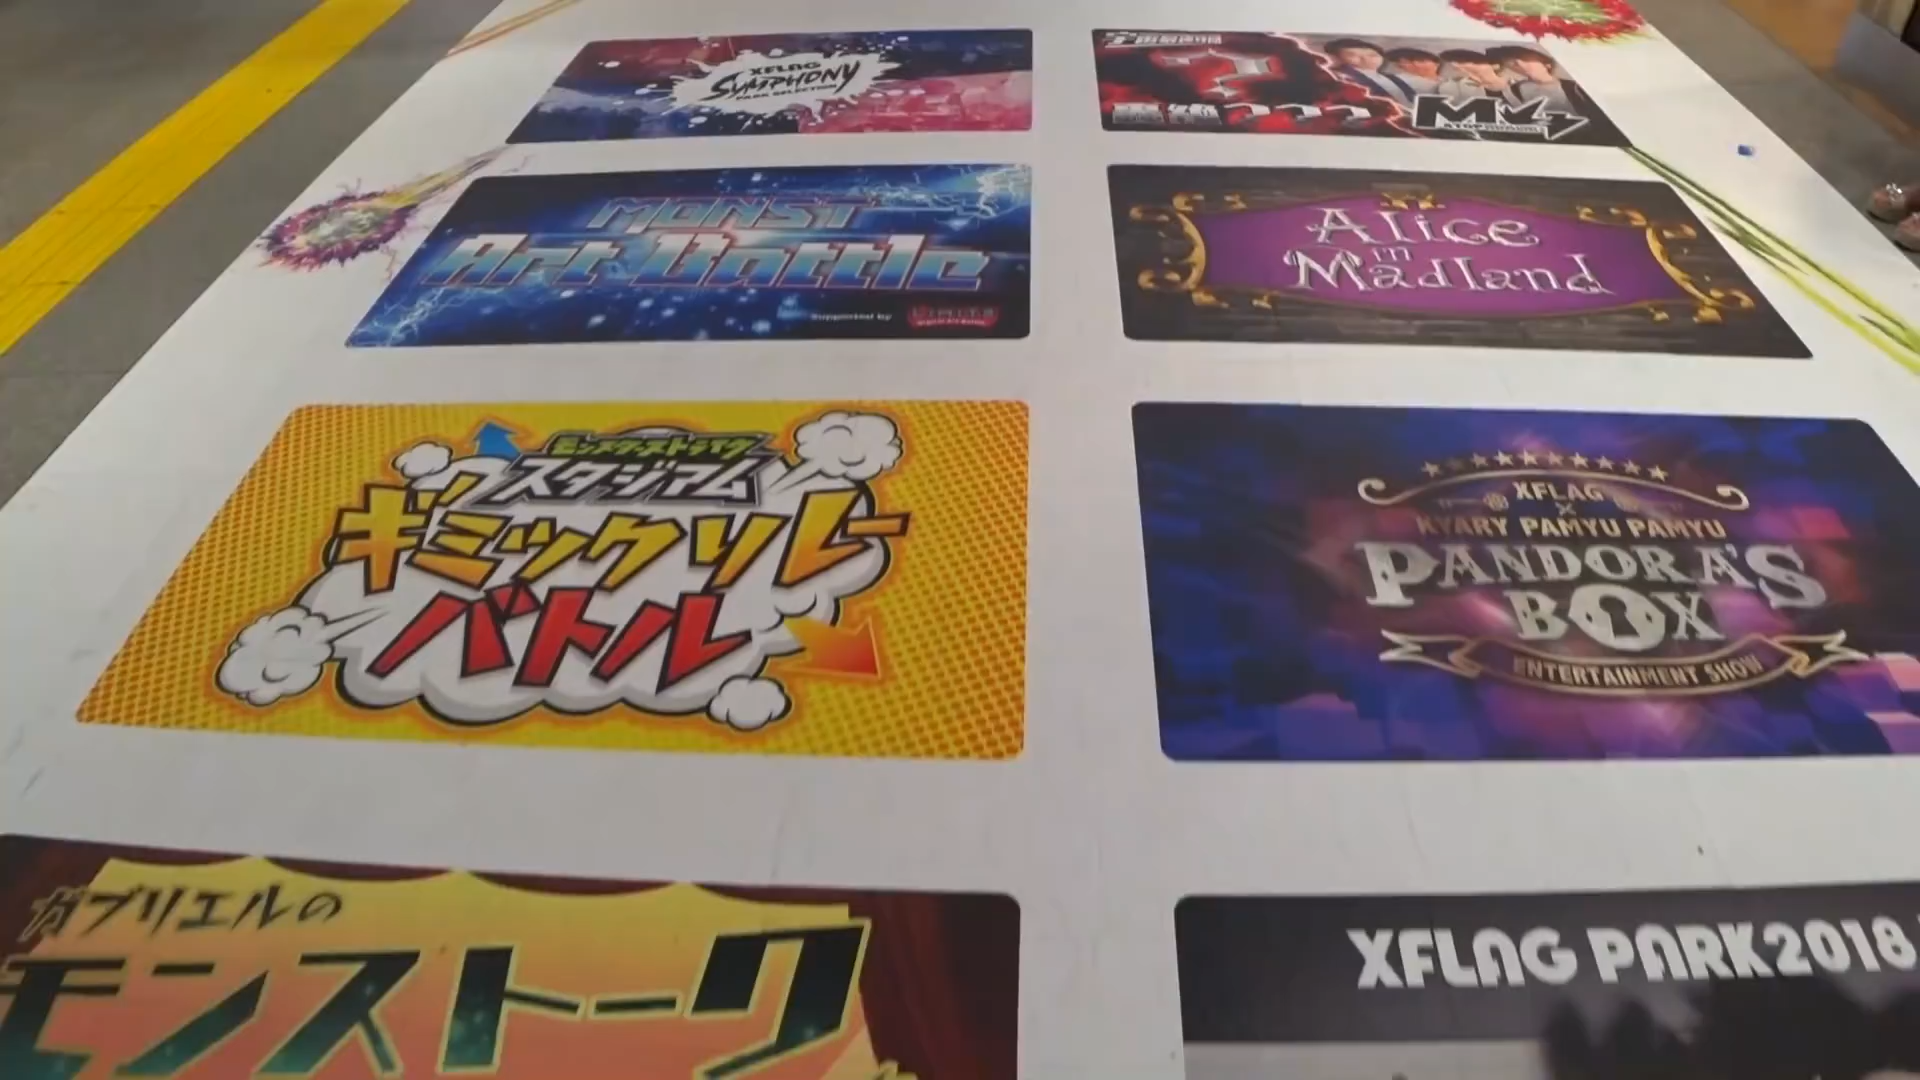 XFLAG
SYMPHONY
PARK SELECTION
M4
MONST
Art Battle
Supported by
Alice
in
Madland
モンスターストライク
スタジアム
ギミックリレー
バトル
XFLAG
×
KYARY PAMYU PAMYU
PANDORA'S
BOX
ENTERTAINMENT SHOW
ガブリエルの
モンストーク
XFLAG PARK2018